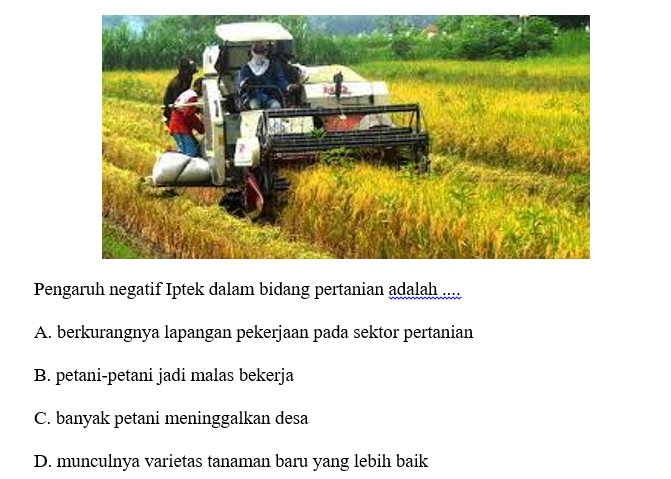 Pengaruh negatif Iptek dalam bidang pertanian adalah ....
A. berkurangnya lapangan pekerjaan pada sektor pertanian
B. petani-petani jadi malas bekerja
C. banyak petani meninggalkan desa
D. munculnya varietas tanaman baru yang lebih baik